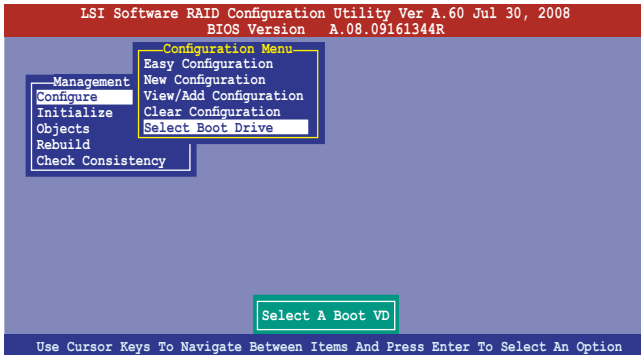 LSI Software RAID Configuration Utility Ver A.60 Jul 30, 2008
BIOS Version A.08.09161344R
Configuration Menu
Easy Configuration
New Configuration
View/Add Configuration
Clear Configuration
Select Boot Drive
Management
Configure
Initialize
Objects
Rebuild
Check Consistency
Select A Boot VD
Use Cursor Keys To Navigate Between Items And Press Enter To Select An Option